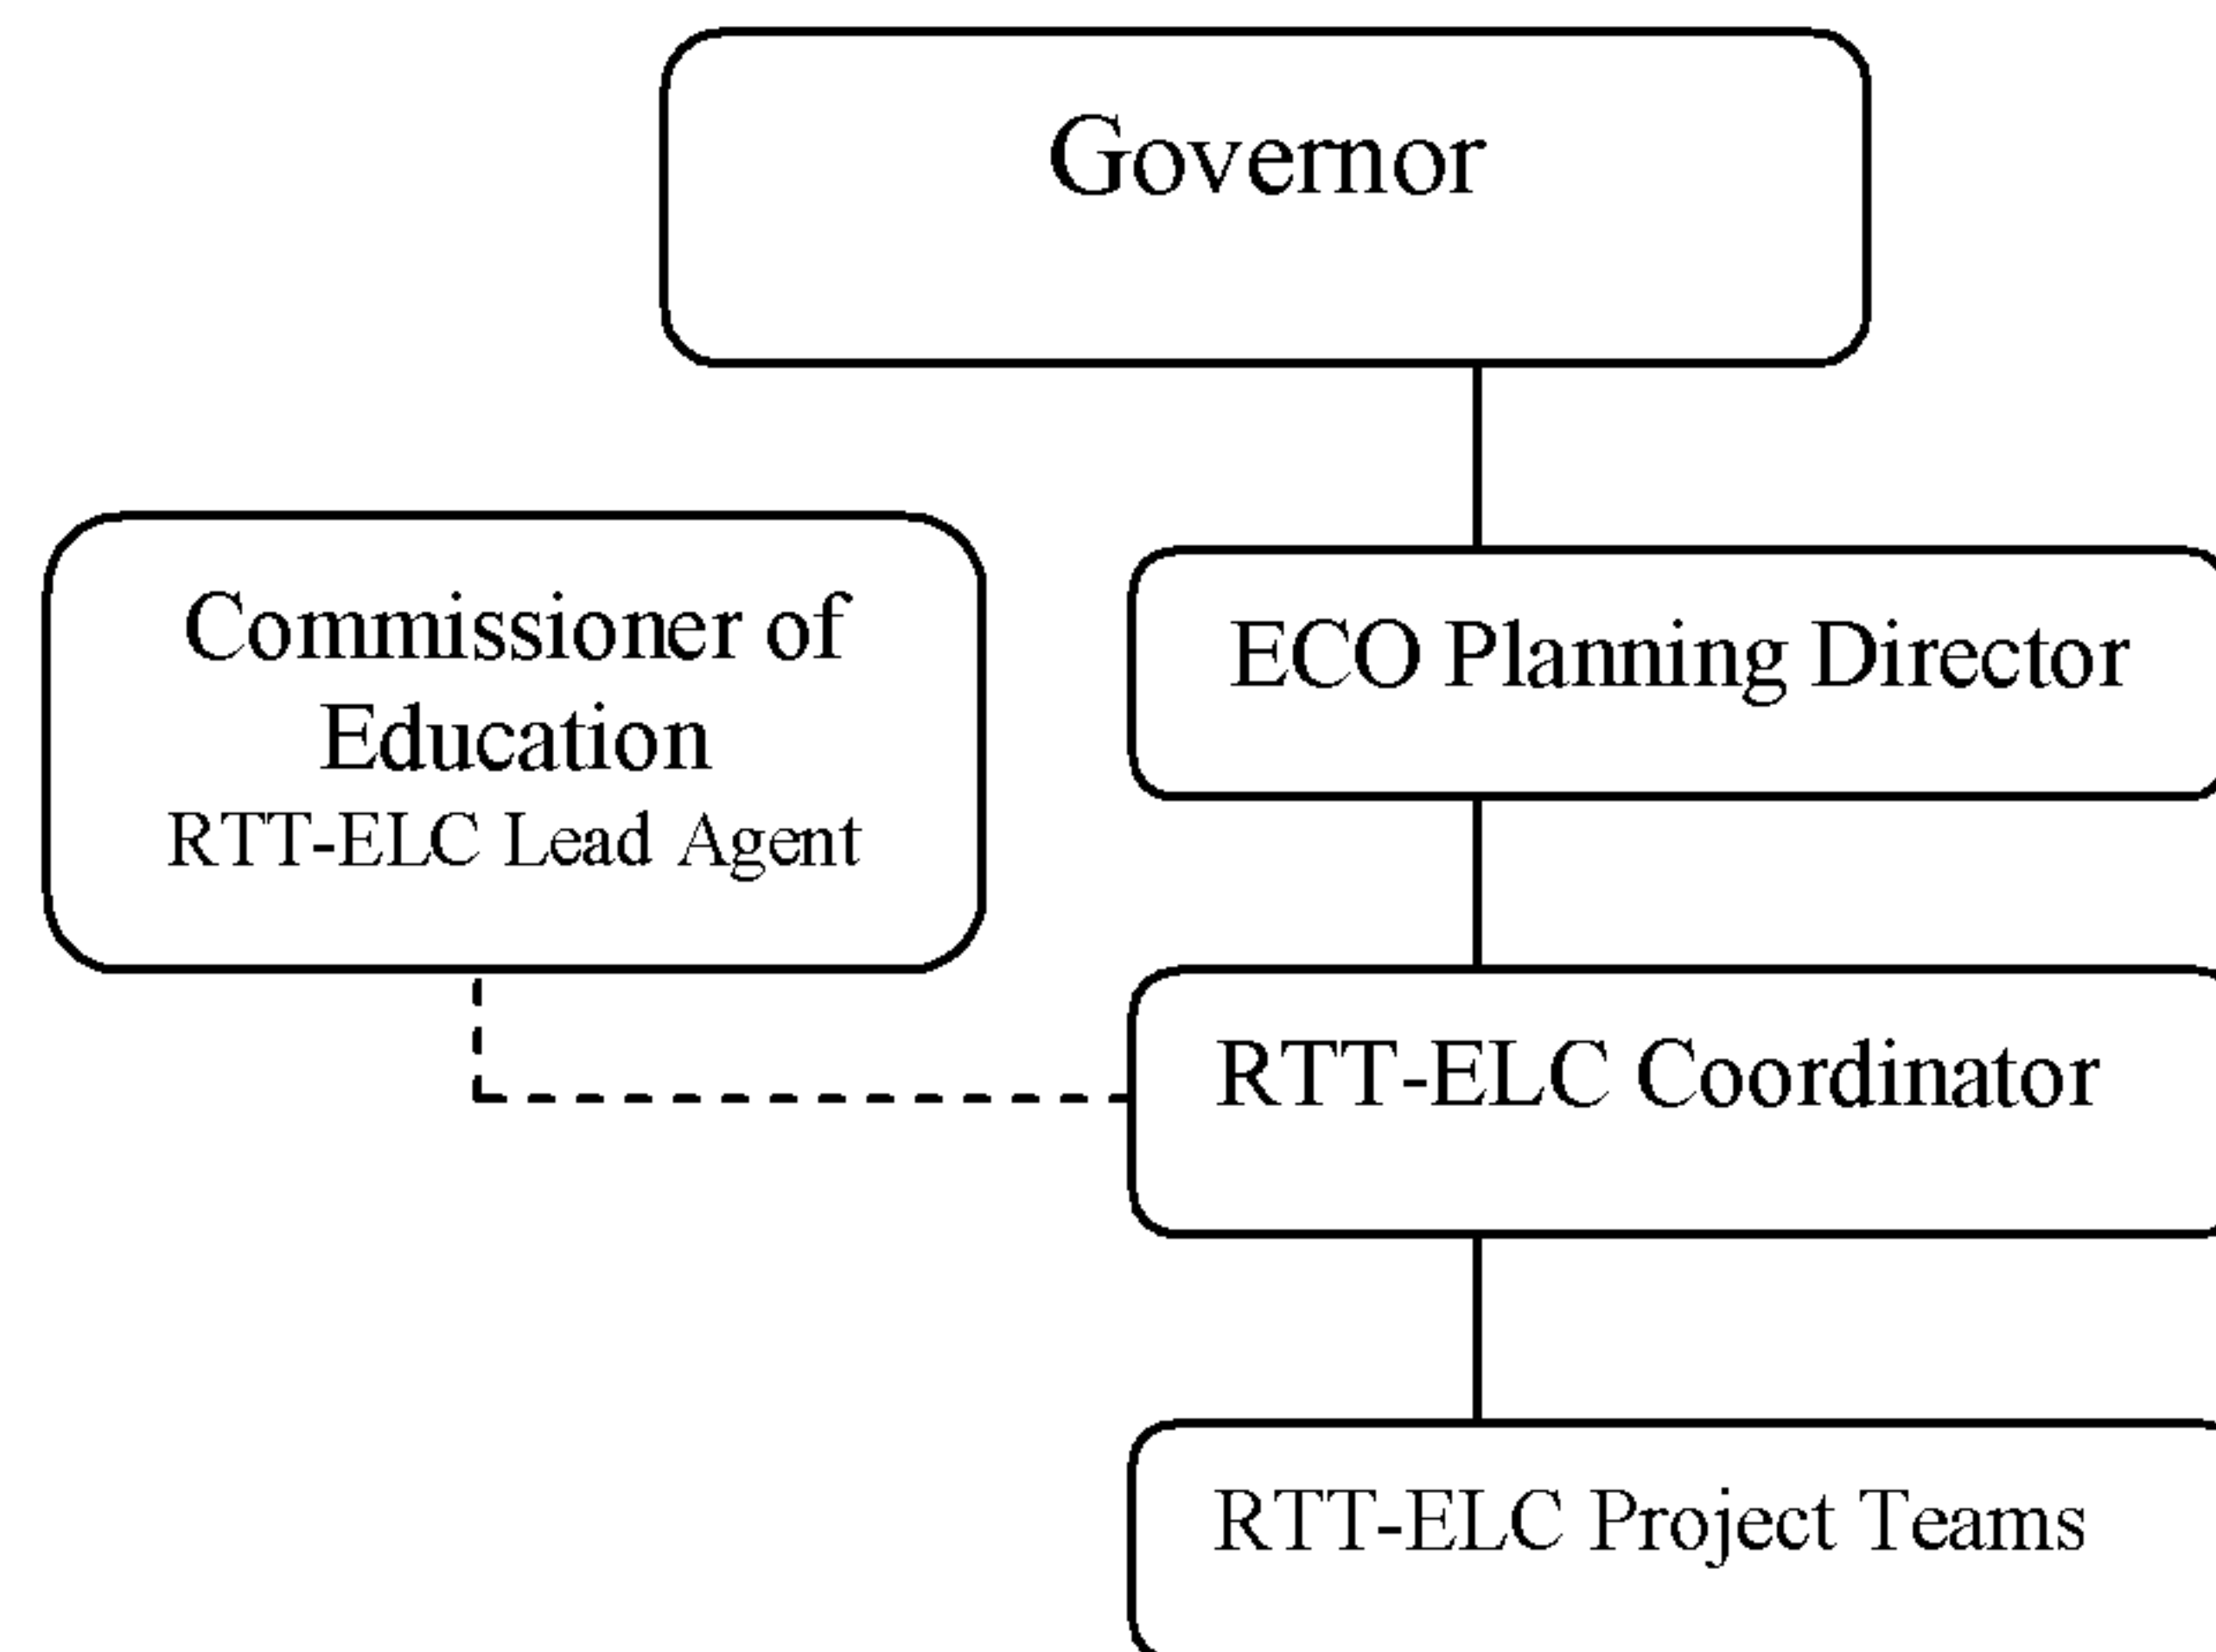 Governor
Commissioner of
Education
RTT-ELC Lead Agent
ECO Planning Director
RTT-ELC Coordinator
RTT-ELC Project Teams